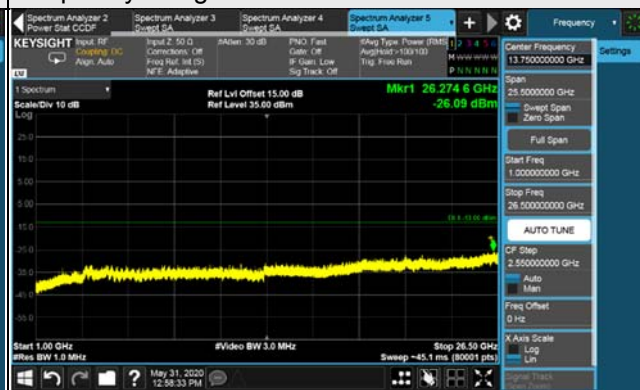 Spectrum Analyzer 2
Power Stat CCDF
Spectrum Analyzer 3
Swept SA
Spectrum Analyzer 4
Swept SA
Spectrum Analyzer 5
Swept SA
Frequency
KEYSIGHT
Input: RF
Coupling: DC
Align: Auto
Input Z: 50 Ω
Corrections: Off
Freq Ref: Int (S)
NFE: Adaptive
#Atten: 30 dB
PNO: Fast
Gate: Off
IF Gain: Low
Sig Track: Off
#Avg Type: Power (RMS)
Avg|Hold:>100/100
Trig: Free Run
1 2 3 4 5 6
M W W W W W
P N N N N N
1 Spectrum
Scale/Div 10 dB
Log
Ref Lvl Offset 15.00 dB
Ref Level 35.00 dBm
Mkr1 26.274 6 GHz
-26.09 dBm
25.0
15.0
5.00
-5.00
-15.0
-25.0
-35.0
-45.0
-55.0
DL1 -13.00 dBm
Start 1.00 GHz
#Res BW 1.0 MHz
#Video BW 3.0 MHz
Stop 26.50 GHz
Sweep ~45.1 ms (80001 pts)
Center Frequency
13.750000000 GHz
Settings
Span
25.5000000 GHz
Swept Span
Zero Span
Full Span
Start Freq
1.000000000 GHz
Stop Freq
26.500000000 GHz
AUTO TUNE
CF Step
2.550000000 GHz
Auto
Man
Freq Offset
0 Hz
X Axis Scale
Log
Lin
Signal Track
(Span Zoom)
May 31, 2020
12:58:33 PM